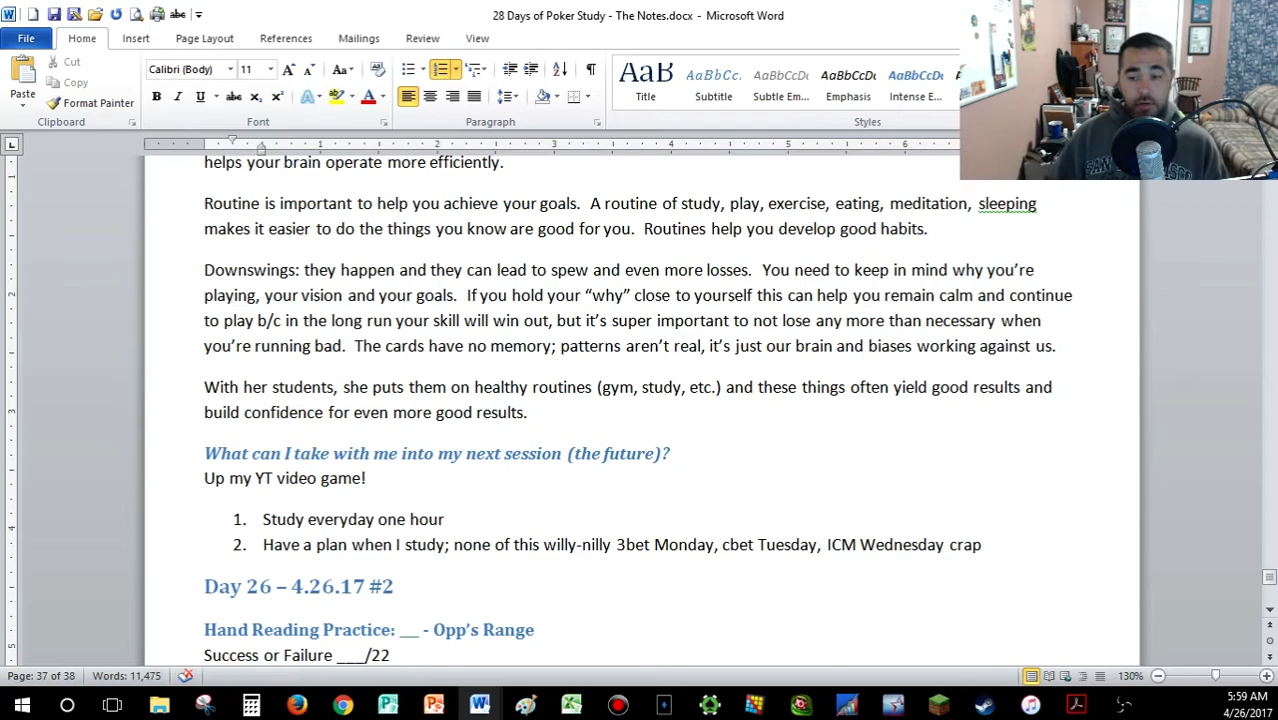 28 Days of Poker Study - The Notes.docx - Microsoft Word
File Home Insert Page Layout References Mailings Review View
Paste
Cut
Copy
Format Painter
Clipboard
Calibri (Body) 11
Font
Paragraph
AaB Title
AaBbCc. Subtitle
AaBbCcDd Subtle Em...
AaBbCcDd Emphasis
AaBbCcDd Intense E...
Styles
helps your brain operate more efficiently.
Routine is important to help you achieve your goals. A routine of study, play, exercise, eating, meditation, sleeping
makes it easier to do the things you know are good for you. Routines help you develop good habits.
Downswings: they happen and they can lead to spew and even more losses. You need to keep in mind why you’re
playing, your vision and your goals. If you hold your “why” close to yourself this can help you remain calm and continue
to play b/c in the long run your skill will win out, but it’s super important to not lose any more than necessary when
you’re running bad. The cards have no memory; patterns aren’t real, it’s just our brain and biases working against us.
With her students, she puts them on healthy routines (gym, study, etc.) and these things often yield good results and
build confidence for even more good results.
What can I take with me into my next session (the future)?
Up my YT video game!
1. Study everyday one hour
2. Have a plan when I study; none of this willy-nilly 3bet Monday, cbet Tuesday, ICM Wednesday crap
Day 26 – 4.26.17 #2
Hand Reading Practice: __ - Opp’s Range
Success or Failure ___/22
Page: 37 of 38 Words: 11,475 130%
5:59 AM
4/26/2017